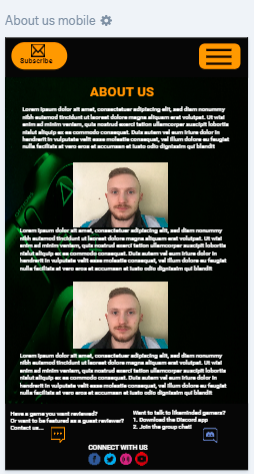 About us mobile
Subscribe
ABOUT US
Lorem ipsum dolor sit amet, consectetuer adipiscing elit, sed diam nonummy
nibh euismod tincidunt ut laoreet dolore magna aliquam erat volutpat. Ut wisi
enim ad minim veniam, quis nostrud exerci tation ullamcorper suscipit lobortis
nisl ut aliquip ex ea commodo consequat. Duis autem vel eum iriure dolor in
hendrerit in vulputate velit esse molestie consequat, vel illum dolore eu feugiat
nulla facilisis at vero eros et accumsan et iusto odio dignissim qui blandit
Lorem ipsum dolor sit amet, consectetuer adipiscing elit, sed diam nonummy
nibh euismod tincidunt ut laoreet dolore magna aliquam erat volutpat. Ut wisi
enim ad minim veniam, quis nostrud exerci tation ullamcorper suscipit lobortis
nisl ut aliquip ex ea commodo consequat. Duis autem vel eum iriure dolor in
hendrerit in vulputate velit esse molestie consequat, vel illum dolore eu feugiat
nulla facilisis at vero eros et accumsan et iusto odio dignissim qui blandit
Lorem ipsum dolor sit amet, consectetuer adipiscing elit, sed diam nonummy
nibh euismod tincidunt ut laoreet dolore magna aliquam erat volutpat. Ut wisi
enim ad minim veniam, quis nostrud exerci tation ullamcorper suscipit lobortis
nisl ut aliquip ex ea commodo consequat. Duis autem vel eum iriure dolor in
hendrerit in vulputate velit esse molestie consequat, vel illum dolore eu feugiat
nulla facilisis at vero eros et accumsan et iusto odio dignissim qui blandit
Have a game you want reviewed?
Or want to be featured as a guest reviewer?
Contact us...
Want to talk to likeminded gamers?
1. Download the Discord app
2. Join the group chat!
CONNECT WITH US